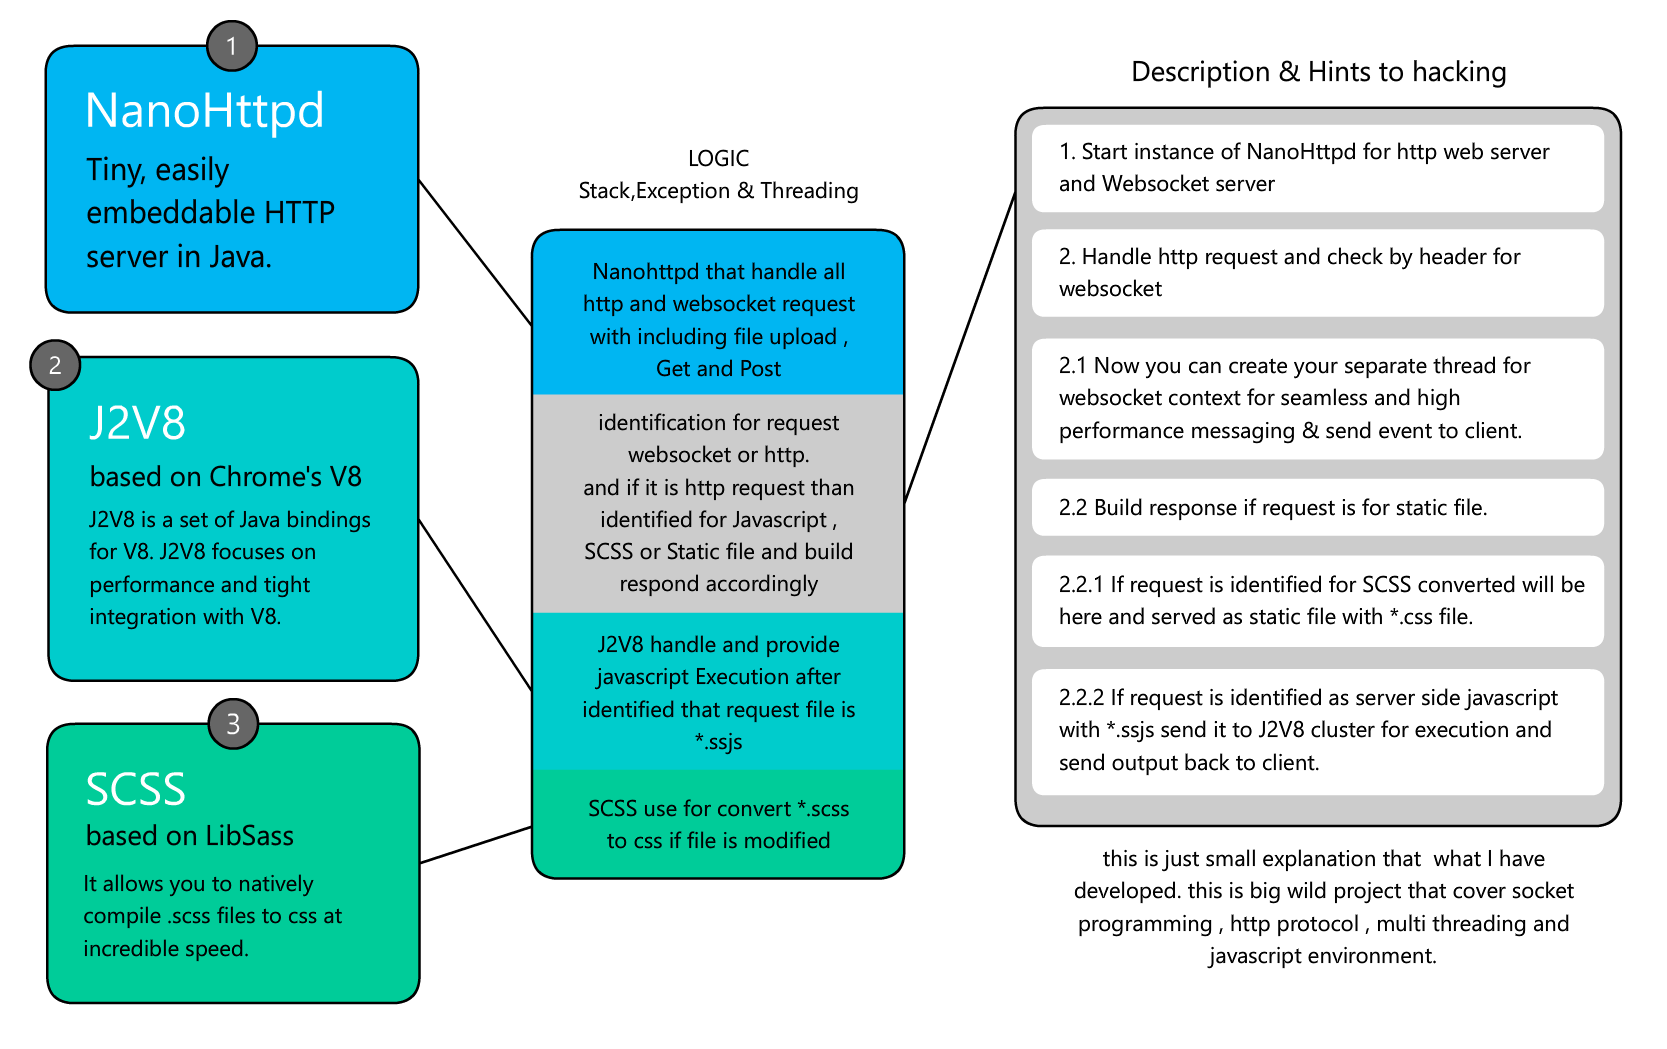 1
NanoHttpd
Tiny, easily
embeddable HTTP
server in Java.
2
J2V8
based on Chrome's V8
J2V8 is a set of Java bindings
for V8. J2V8 focuses on
performance and tight
integration with V8.
3
SCSS
based on LibSass
It allows you to natively
compile .scss files to css at
incredible speed.
LOGIC
Stack,Exception & Threading
Nanohttpd that handle all
http and websocket request
with including file upload ,
Get and Post
identification for request
websocket or http.
and if it is http request than
identified for Javascript ,
SCSS or Static file and build
respond accordingly
J2V8 handle and provide
javascript Execution after
identified that request file is
*.ssjs
SCSS use for convert *.scss
to css if file is modified
Description & Hints to hacking
1. Start instance of NanoHttpd for http web server
and Websocket server
2. Handle http request and check by header for
websocket
2.1 Now you can create your separate thread for
websocket context for seamless and high
performance messaging & send event to client.
2.2 Build response if request is for static file.
2.2.1 If request is identified for SCSS converted will be
here and served as static file with *.css file.
2.2.2 If request is identified as server side javascript
with *.ssjs send it to J2V8 cluster for execution and
send output back to client.
this is just small explanation that  what I have
developed. this is big wild project that cover socket
programming , http protocol , multi threading and
javascript environment.